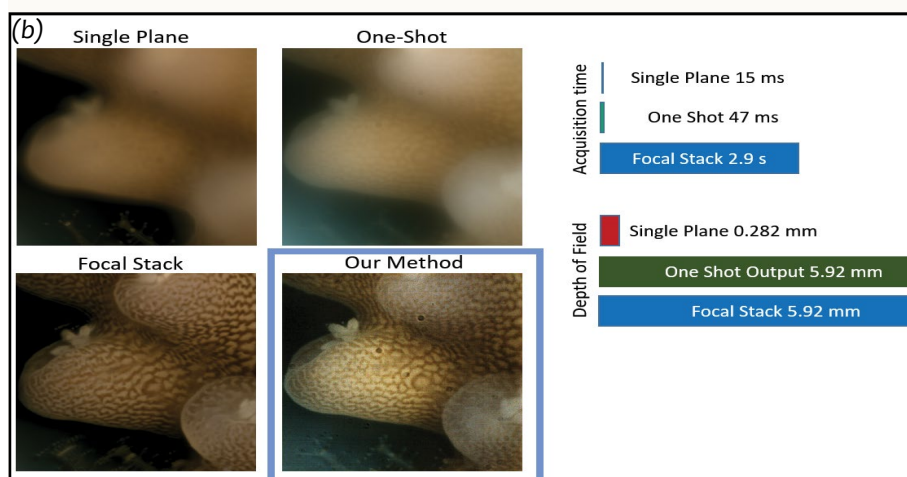 (b)
Single Plane
One-Shot
Focal Stack
Our Method
Acquisition time
Single Plane 15 ms
One Shot 47 ms
Focal Stack 2.9 s
Depth of Field
Single Plane 0.282 mm
One Shot Output 5.92 mm
Focal Stack 5.92 mm